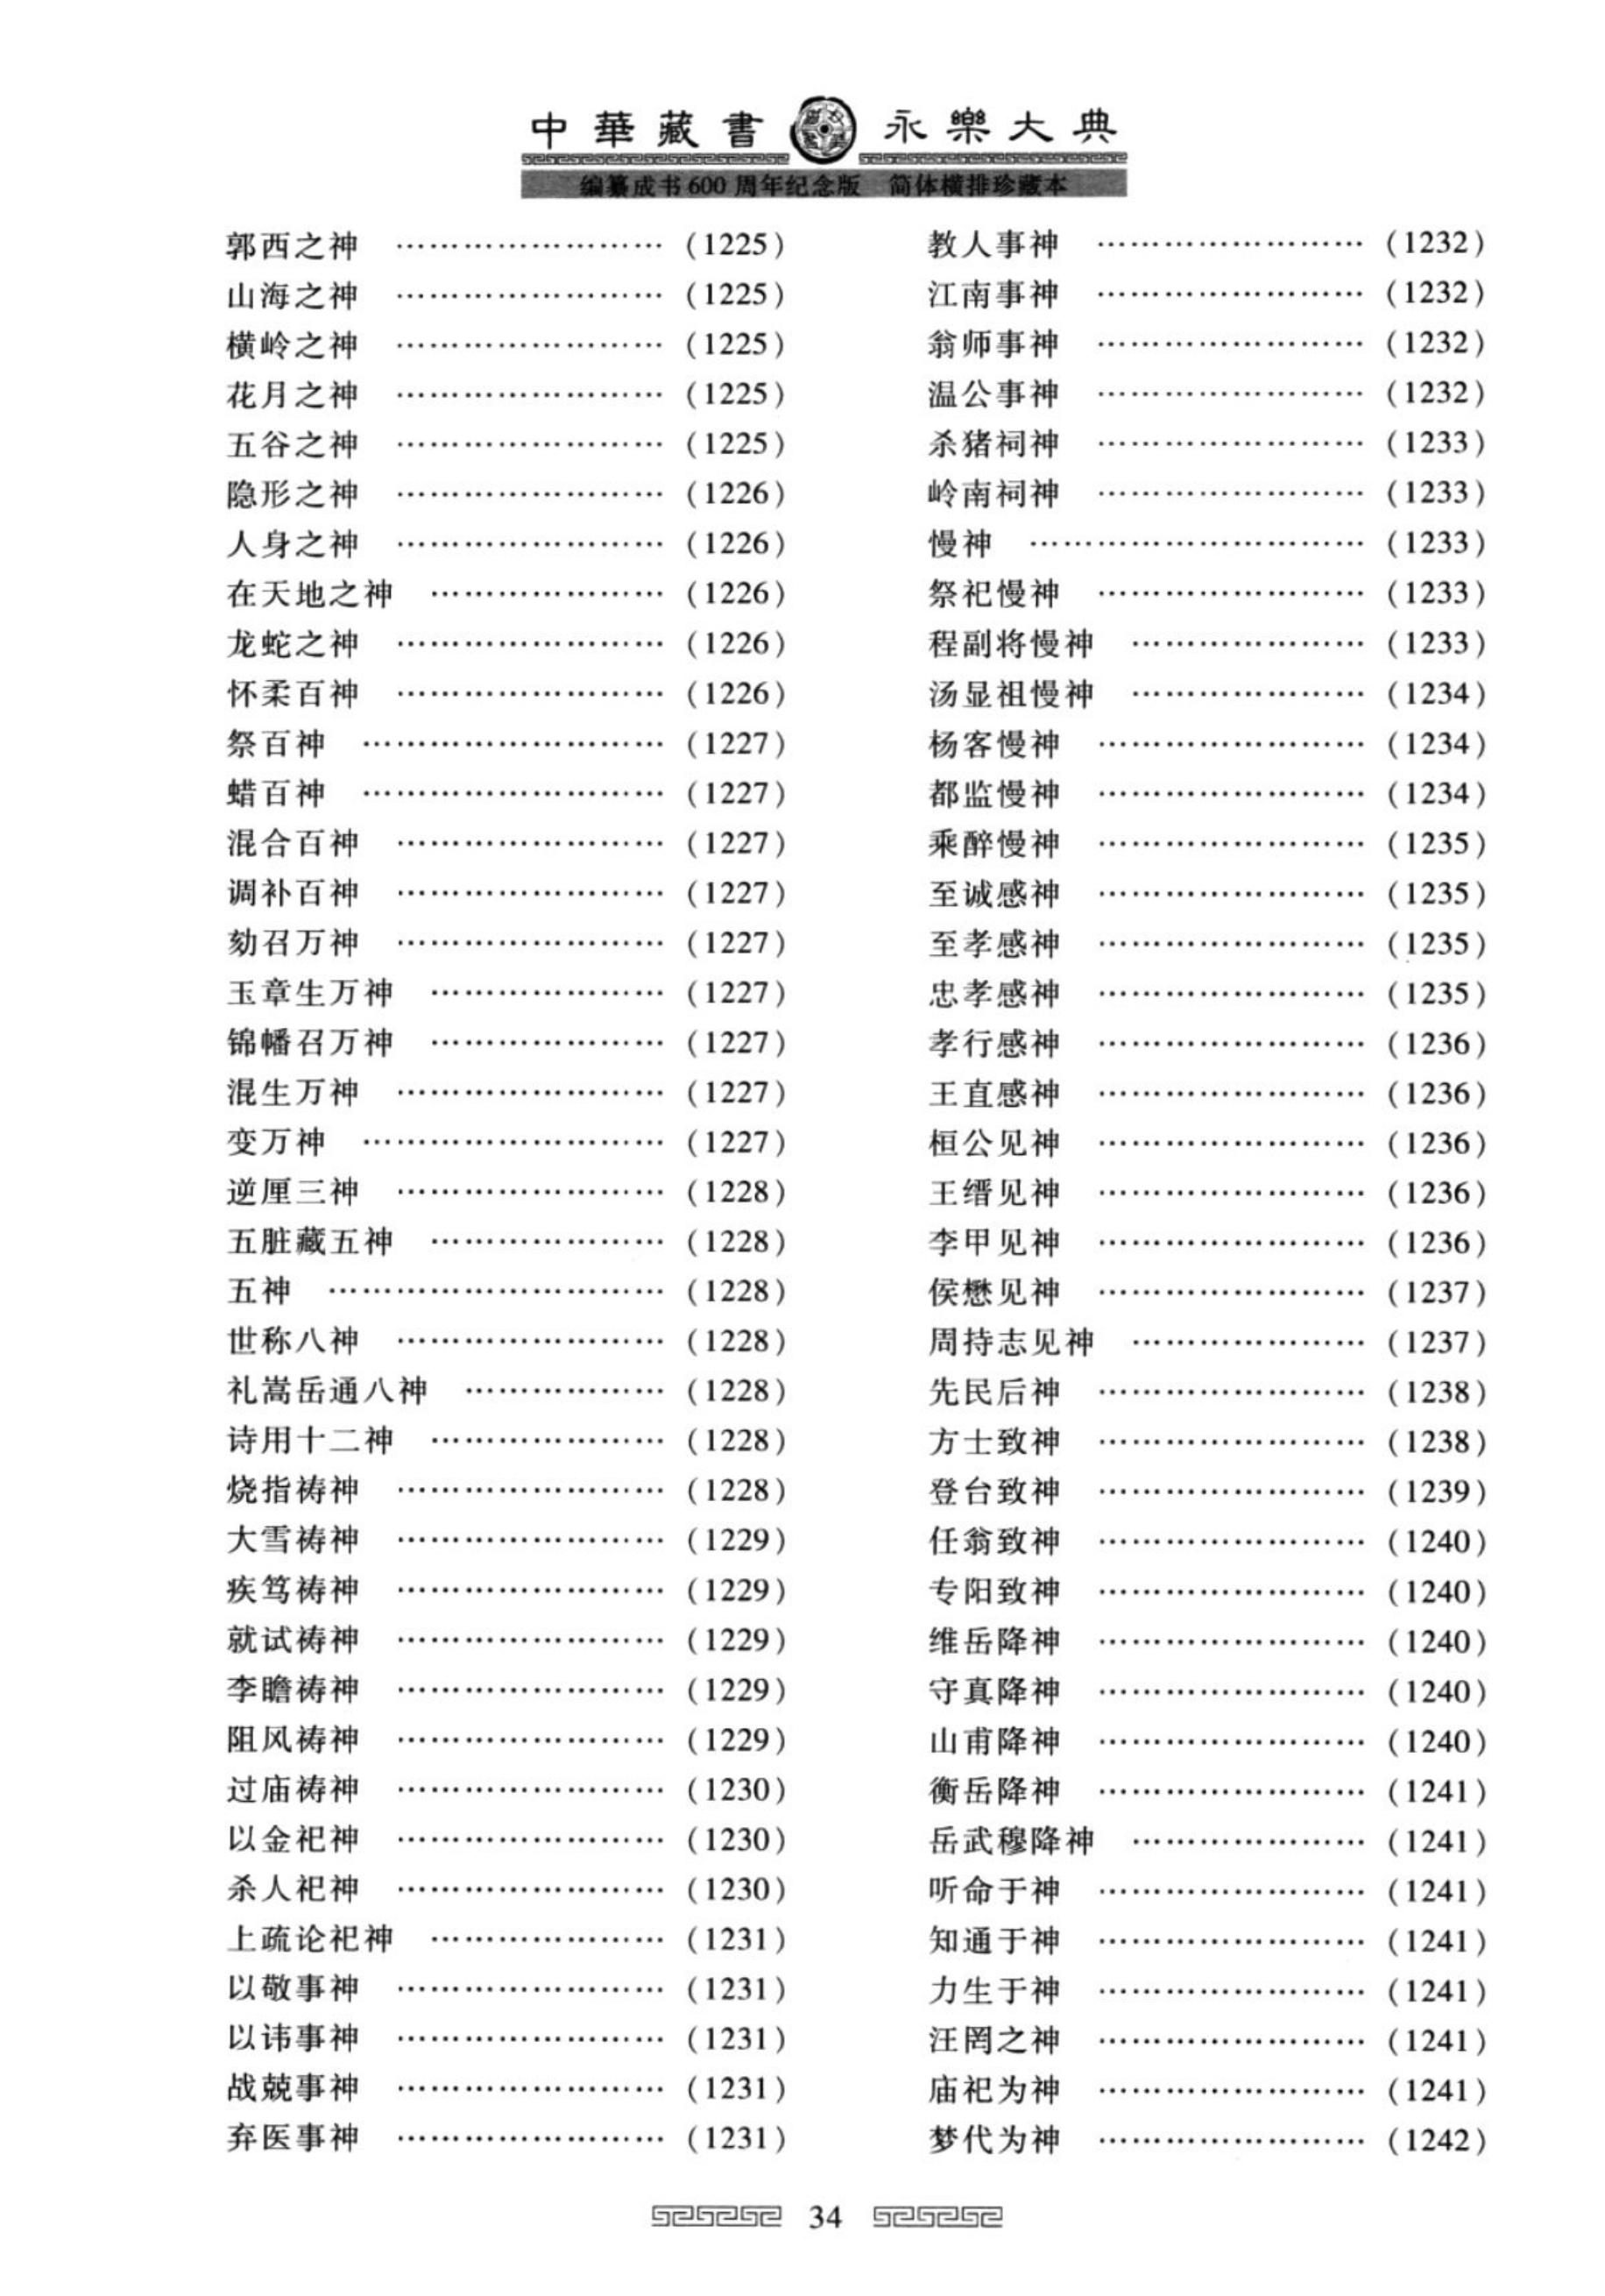 中華藏書 永樂大典
编纂成书600周年纪念版 简体横排珍藏本
郭西之神 ……………………（1225）
山海之神 ……………………（1225）
横岭之神 ……………………（1225）
花月之神 ……………………（1225）
五谷之神 ……………………（1225）
隐形之神 ……………………（1226）
人身之神 ……………………（1226）
在天地之神 …………………（1226）
龙蛇之神 ……………………（1226）
怀柔百神 ……………………（1226）
祭百神 ………………………（1227）
蜡百神 ………………………（1227）
混合百神 ……………………（1227）
调补百神 ……………………（1227）
劾召万神 ……………………（1227）
玉章生万神 …………………（1227）
锦幡召万神 …………………（1227）
混生万神 ……………………（1227）
变万神 ………………………（1227）
逆厘三神 ……………………（1228）
五脏藏五神 …………………（1228）
五神 …………………………（1228）
世称八神 ……………………（1228）
礼嵩岳通八神 ………………（1228）
诗用十二神 …………………（1228）
烧指祷神 ……………………（1228）
大雪祷神 ……………………（1229）
疾笃祷神 ……………………（1229）
就试祷神 ……………………（1229）
李瞻祷神 ……………………（1229）
阻风祷神 ……………………（1229）
过庙祷神 ……………………（1230）
以金祀神 ……………………（1230）
杀人祀神 ……………………（1230）
上疏论祀神 …………………（1231）
以敬事神 ……………………（1231）
以讳事神 ……………………（1231）
战兢事神 ……………………（1231）
弃医事神 ……………………（1231）
教人事神 ……………………（1232）
江南事神 ……………………（1232）
翁师事神 ……………………（1232）
温公事神 ……………………（1232）
杀猪祠神 ……………………（1233）
岭南祠神 ……………………（1233）
慢神 …………………………（1233）
祭祀慢神 ……………………（1233）
程副将慢神 …………………（1233）
汤显祖慢神 …………………（1234）
杨客慢神 ……………………（1234）
都监慢神 ……………………（1234）
乘醉慢神 ……………………（1235）
至诚感神 ……………………（1235）
至孝感神 ……………………（1235）
忠孝感神 ……………………（1235）
孝行感神 ……………………（1236）
王直感神 ……………………（1236）
桓公见神 ……………………（1236）
王缙见神 ……………………（1236）
李甲见神 ……………………（1236）
侯懋见神 ……………………（1237）
周持志见神 …………………（1237）
先民后神 ……………………（1238）
方士致神 ……………………（1238）
登台致神 ……………………（1239）
任翁致神 ……………………（1240）
专阳致神 ……………………（1240）
维岳降神 ……………………（1240）
守真降神 ……………………（1240）
山甫降神 ……………………（1240）
衡岳降神 ……………………（1241）
岳武穆降神 …………………（1241）
听命于神 ……………………（1241）
知通于神 ……………………（1241）
力生于神 ……………………（1241）
汪罔之神 ……………………（1241）
庙祀为神 ……………………（1241）
梦代为神 ……………………（1242）
34